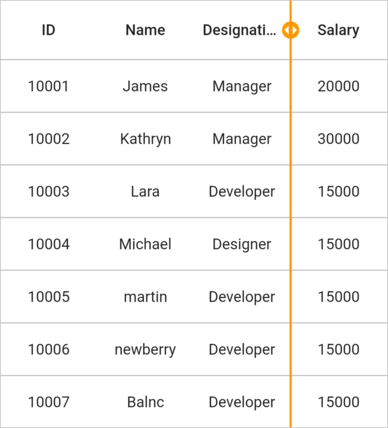 ID Name Designati... Salary
10001 James Manager 20000
10002 Kathryn Manager 30000
10003 Lara Developer 15000
10004 Michael Designer 15000
10005 martin Developer 15000
10006 newberry Developer 15000
10007 Balnc Developer 15000